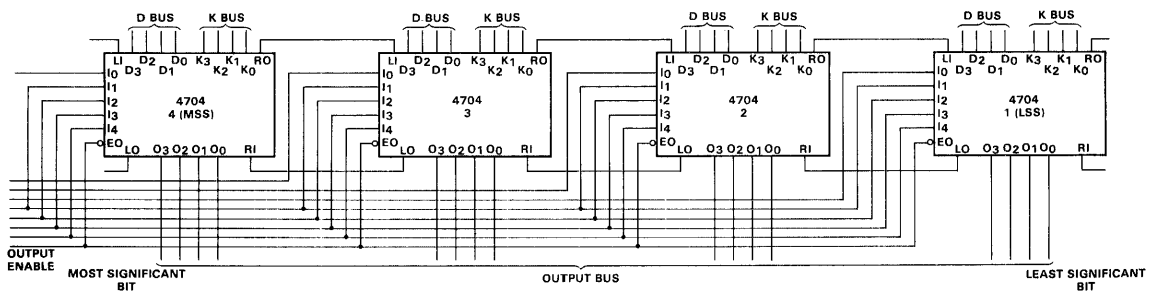 D BUS K BUS D BUS K BUS D BUS K BUS D BUS K BUS
LI D3 D2 D1 D0 K3 K2 K1 K0 RO
I0
I1
I2
I3
I4
EO
4704
4 (MSS)
LO O3 O2 O1 O0 RI
LI D3 D2 D1 D0 K3 K2 K1 K0 RO
I0
I1
I2
I3
I4
EO
4704
3
LO O3 O2 O1 O0 RI
LI D3 D2 D1 D0 K3 K2 K1 K0 RO
I0
I1
I2
I3
I4
EO
4704
2
LO O3 O2 O1 O0 RI
LI D3 D2 D1 D0 K3 K2 K1 K0 RO
I0
I1
I2
I3
I4
EO
4704
1 (LSS)
LO O3 O2 O1 O0 RI
OUTPUT
ENABLE
MOST SIGNIFICANT
BIT
OUTPUT BUS
LEAST SIGNIFICANT
BIT